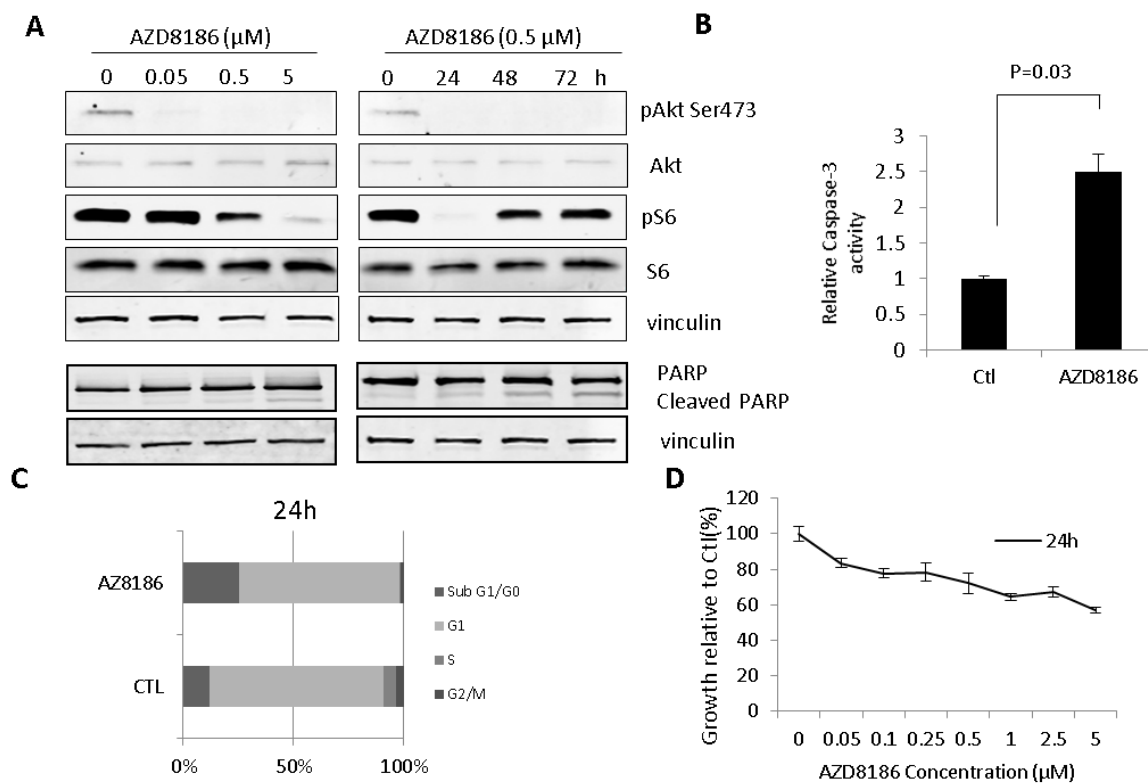 A
AZD8186 (µM)
0 0.05 0.5 5
AZD8186 (0.5 µM)
0 24 48 72 h
pAkt Ser473
Akt
pS6
S6
vinculin
PARP
Cleaved PARP
vinculin
B
P=0.03
Relative Caspase-3
activity
3
2.5
2
1.5
1
0.5
0
Ctl AZD8186
C
24h
AZ8186
CTL
0% 50% 100%
Sub G1/G0
G1
S
G2/M
D
Growth relative to Ctl(%)
120
100
80
60
40
20
0
24h
0 0.05 0.1 0.25 0.5 1 2.5 5
AZD8186 Concentration (µM)